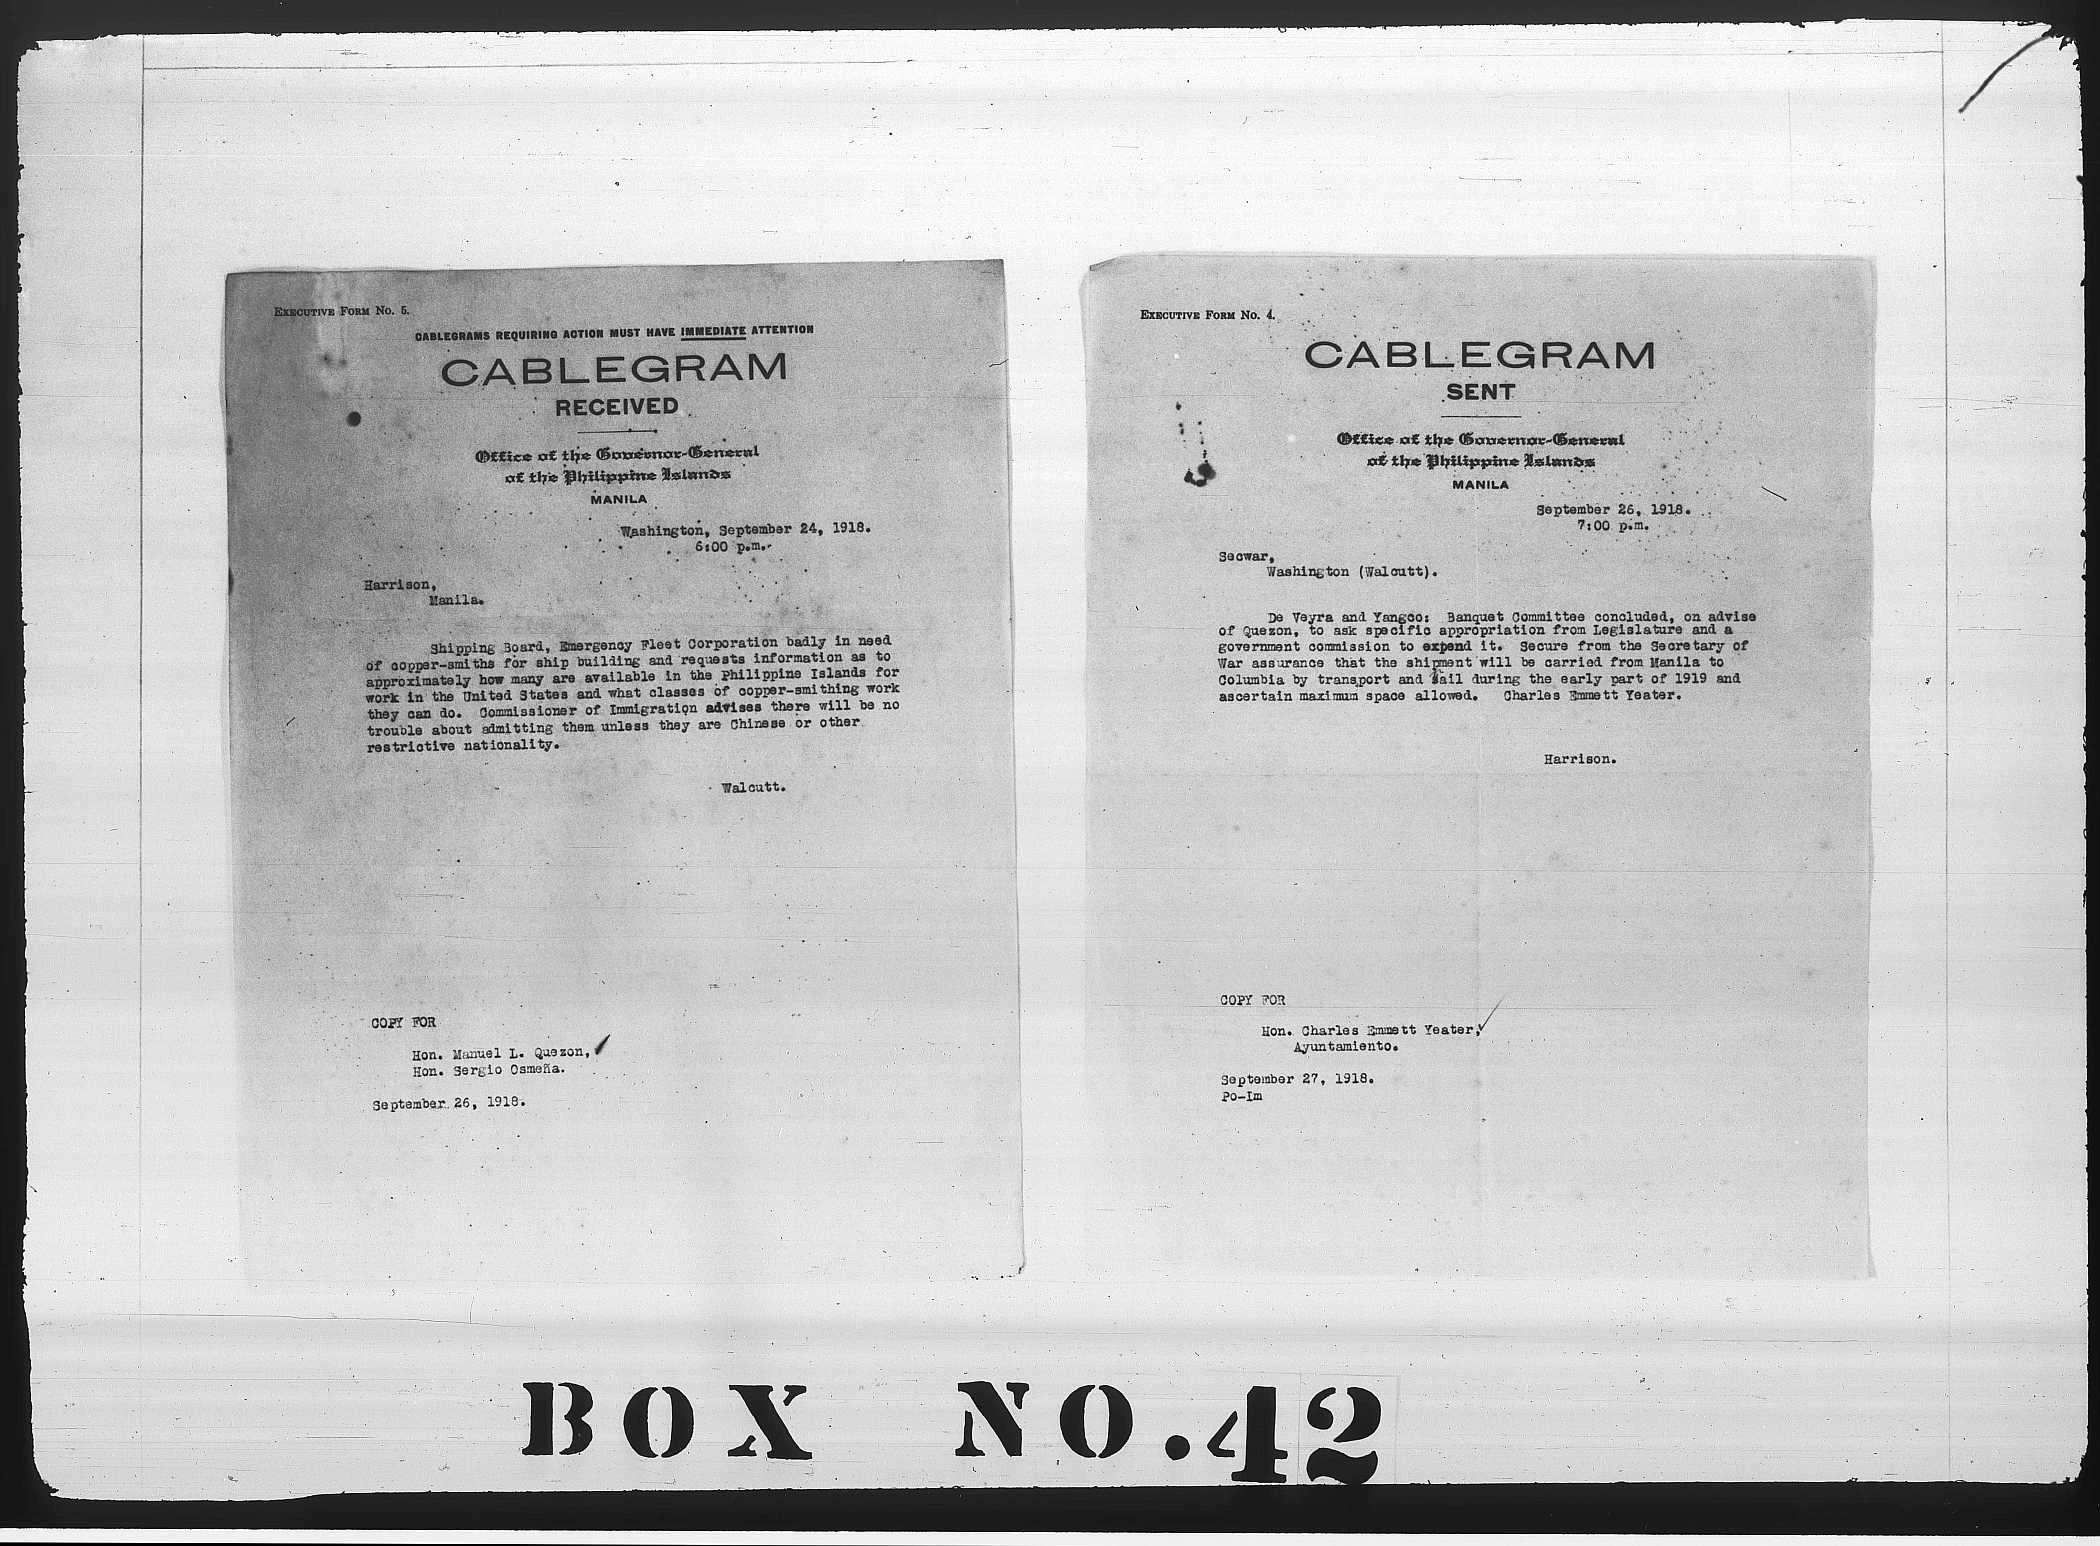 EXECUTIVE FORM No. 5.
CABLEGRAMS REQUIRING ACTION MUST HAVE IMMEDIATE ATTENTION
CABLEGRAM
RECEIVED
Office of the Governor-General
of the Philippine Islands
MANILA
Washington, September 24, 1918.
6:00 p.m.
Harrison,
Manila.
Shipping Board, Emergency Fleet Corporation badly in need
of copper-smiths for ship building and requests information as to
approximately how many are available in the Philippine Islands for
work in the United States and what classes of copper-smithing work
they can do. Commissioner of Immigration advises there will be no
trouble about admitting them unless they are Chinese or other
restrictive nationality.
Walcutt.
COPY FOR
Hon. Manuel L. Quezon,
Hon. Sergio Osmeña.
September 26, 1918.
EXECUTIVE FORM No. 4.
CABLEGRAM
SENT
Office of the Governor-General
of the Philippine Islands
MANILA
September 26, 1918.
7:00 p.m.
Secwar,
Washington (Walcutt).
De Veyra and Yangco: Banquet Committee concluded, on advise
of Quezon, to ask specific appropriation from Legislature and a
government commission to expend it. Secure from the Secretary of
War assurance that the shipment will be carried from Manila to
Columbia by transport and rail during the early part of 1919 and
ascertain maximum space allowed. Charles Emmett Yeater.
Harrison.
COPY FOR
Hon. Charles Emmett Yeater,
Ayuntamiento.
September 27, 1918.
Po-Im
BOX NO. 42